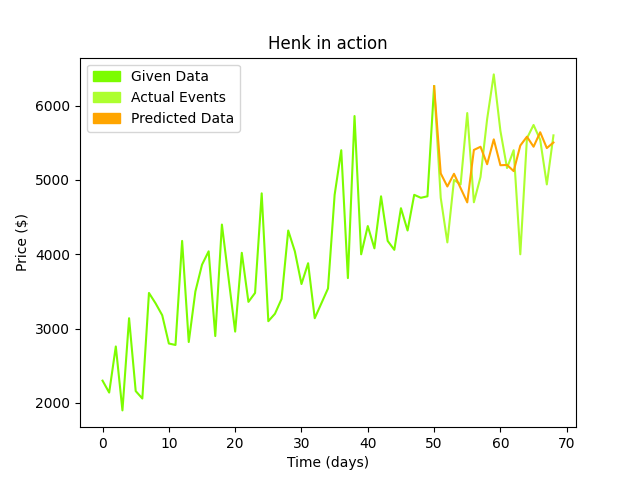 Henk in action
Given Data
Actual Events
Predicted Data
Price ($)
6000
5000
4000
3000
2000
0 10 20 30 40 50 60 70
Time (days)